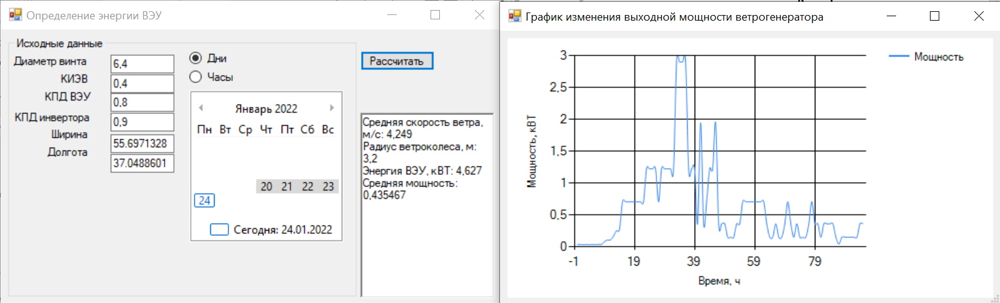 Определение энергии ВЭУ
Исходные данные
Диаметр винта 6,4
КИЭВ 0,4
КПД ВЭУ 0,8
КПД инвертора 0,9
Ширина 55.6971328
Долгота 37.0488601
Дни
Часы
Январь 2022
Пн Вт Ср Чт Пт Сб Вс
20 21 22 23
24
Сегодня: 24.01.2022
Рассчитать
Средняя скорость ветра,
м/с: 4,249
Радиус ветроколеса, м:
3,2
Энергия ВЭУ, кВТ: 4,627
Средняя мощность:
0,435467
График изменения выходной мощности ветрогенератора
Мощность, кВТ
3
2,5
2
1,5
1
0,5
0
-1 19 39 59 79
Время, ч
Мощность